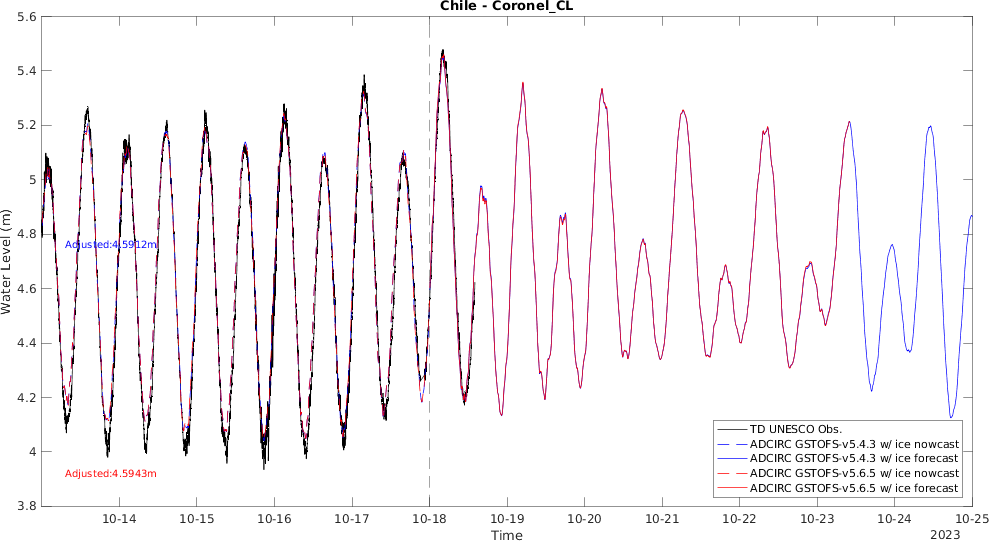 Chile - Coronel_CL
5.6
5.4
5.2
5
4.8
4.6
4.4
4.2
4
3.8
Water Level (m)
Adjusted:4.5912m
Adjusted:4.5943m
TD UNESCO Obs.
ADCIRC GSTOFS-v5.4.3 w/ ice nowcast
ADCIRC GSTOFS-v5.4.3 w/ ice forecast
ADCIRC GSTOFS-v5.6.5 w/ ice nowcast
ADCIRC GSTOFS-v5.6.5 w/ ice forecast
10-14 10-15 10-16 10-17 10-18 10-19 10-20 10-21 10-22 10-23 10-24 10-25
Time
2023